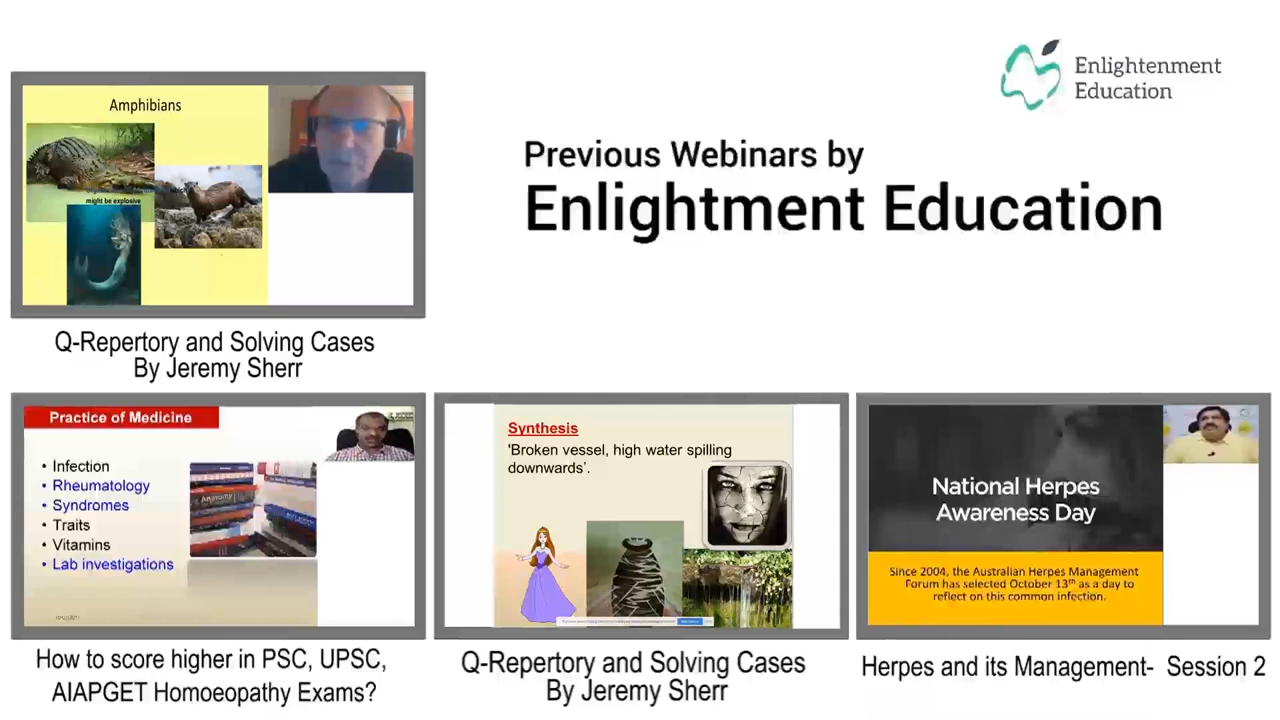 Enlightenment
Education
Previous Webinars by
Enlightment Education
Amphibians
might be explosive
Q-Repertory and Solving Cases
By Jeremy Sherr
Practice of Medicine
• Infection
• Rheumatology
• Syndromes
• Traits
• Vitamins
• Lab investigations
Anatomy
How to score higher in PSC, UPSC,
AIAPGET Homoeopathy Exams?
Synthesis
'Broken vessel, high water spilling
downwards'.
Q-Repertory and Solving Cases
By Jeremy Sherr
National Herpes
Awareness Day
Since 2004, the Australian Herpes Management
Forum has selected October 13th as a day to
reflect on this common infection.
Herpes and its Management- Session 2